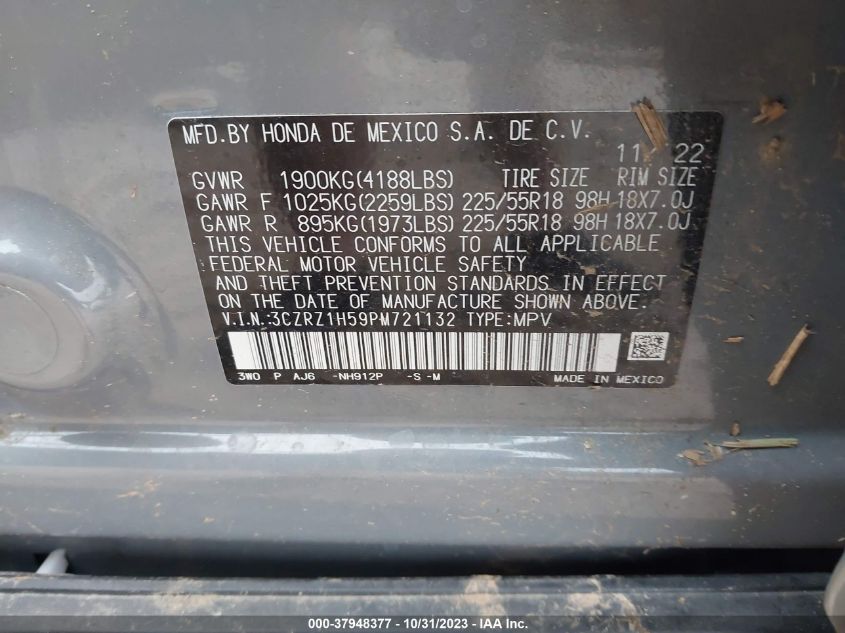 MFD.BY HONDA DE MEXICO S.A. DE C.V.
11 22
GVWR 1900KG(4188LBS) TIRE SIZE RIM SIZE
GAWR F 1025KG(2259LBS) 225/55R18 98H 18X7.0J
GAWR R 895KG(1973LBS) 225/55R18 98H 18X7.0J
THIS VEHICLE CONFORMS TO ALL APPLICABLE
FEDERAL MOTOR VEHICLE SAFETY
AND THEFT PREVENTION STANDARDS IN EFFECT
ON THE DATE OF MANUFACTURE SHOWN ABOVE.
V.I.N.:3CZRZ1H59PM721132 TYPE:MPV
3W0 P AJ6 -NH912P -S -M MADE IN MEXICO
000-37948377 - 10/31/2023 - IAA Inc.